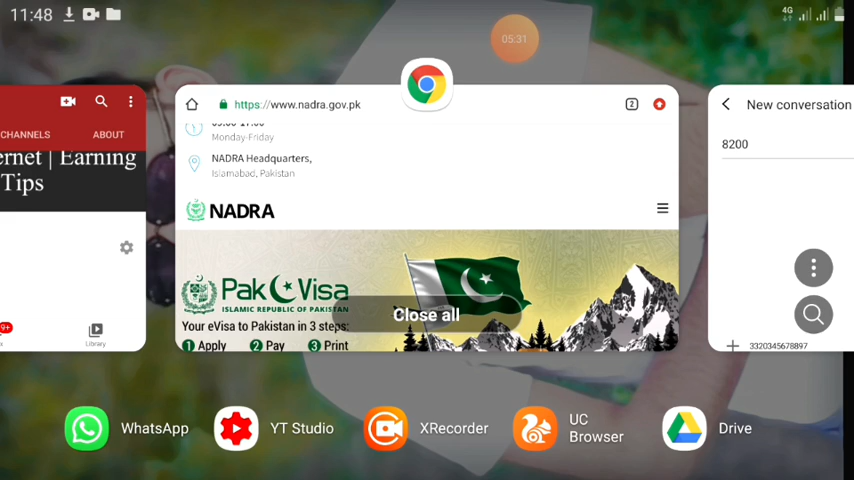 11:48
4G
05:31
CHANNELS
ABOUT
ernet | Earning
Tips
9+
Library
https://www.nadra.gov.pk
2
Monday-Friday
NADRA Headquarters,
Islamabad, Pakistan
NADRA
Pak Visa
ISLAMIC REPUBLIC OF PAKISTAN
Your eVisa to Pakistan in 3 steps:
1 Apply 2 Pay 3 Print
Close all
New conversation
8200
3320345678897
WhatsApp
YT Studio
XRecorder
UC
Browser
Drive